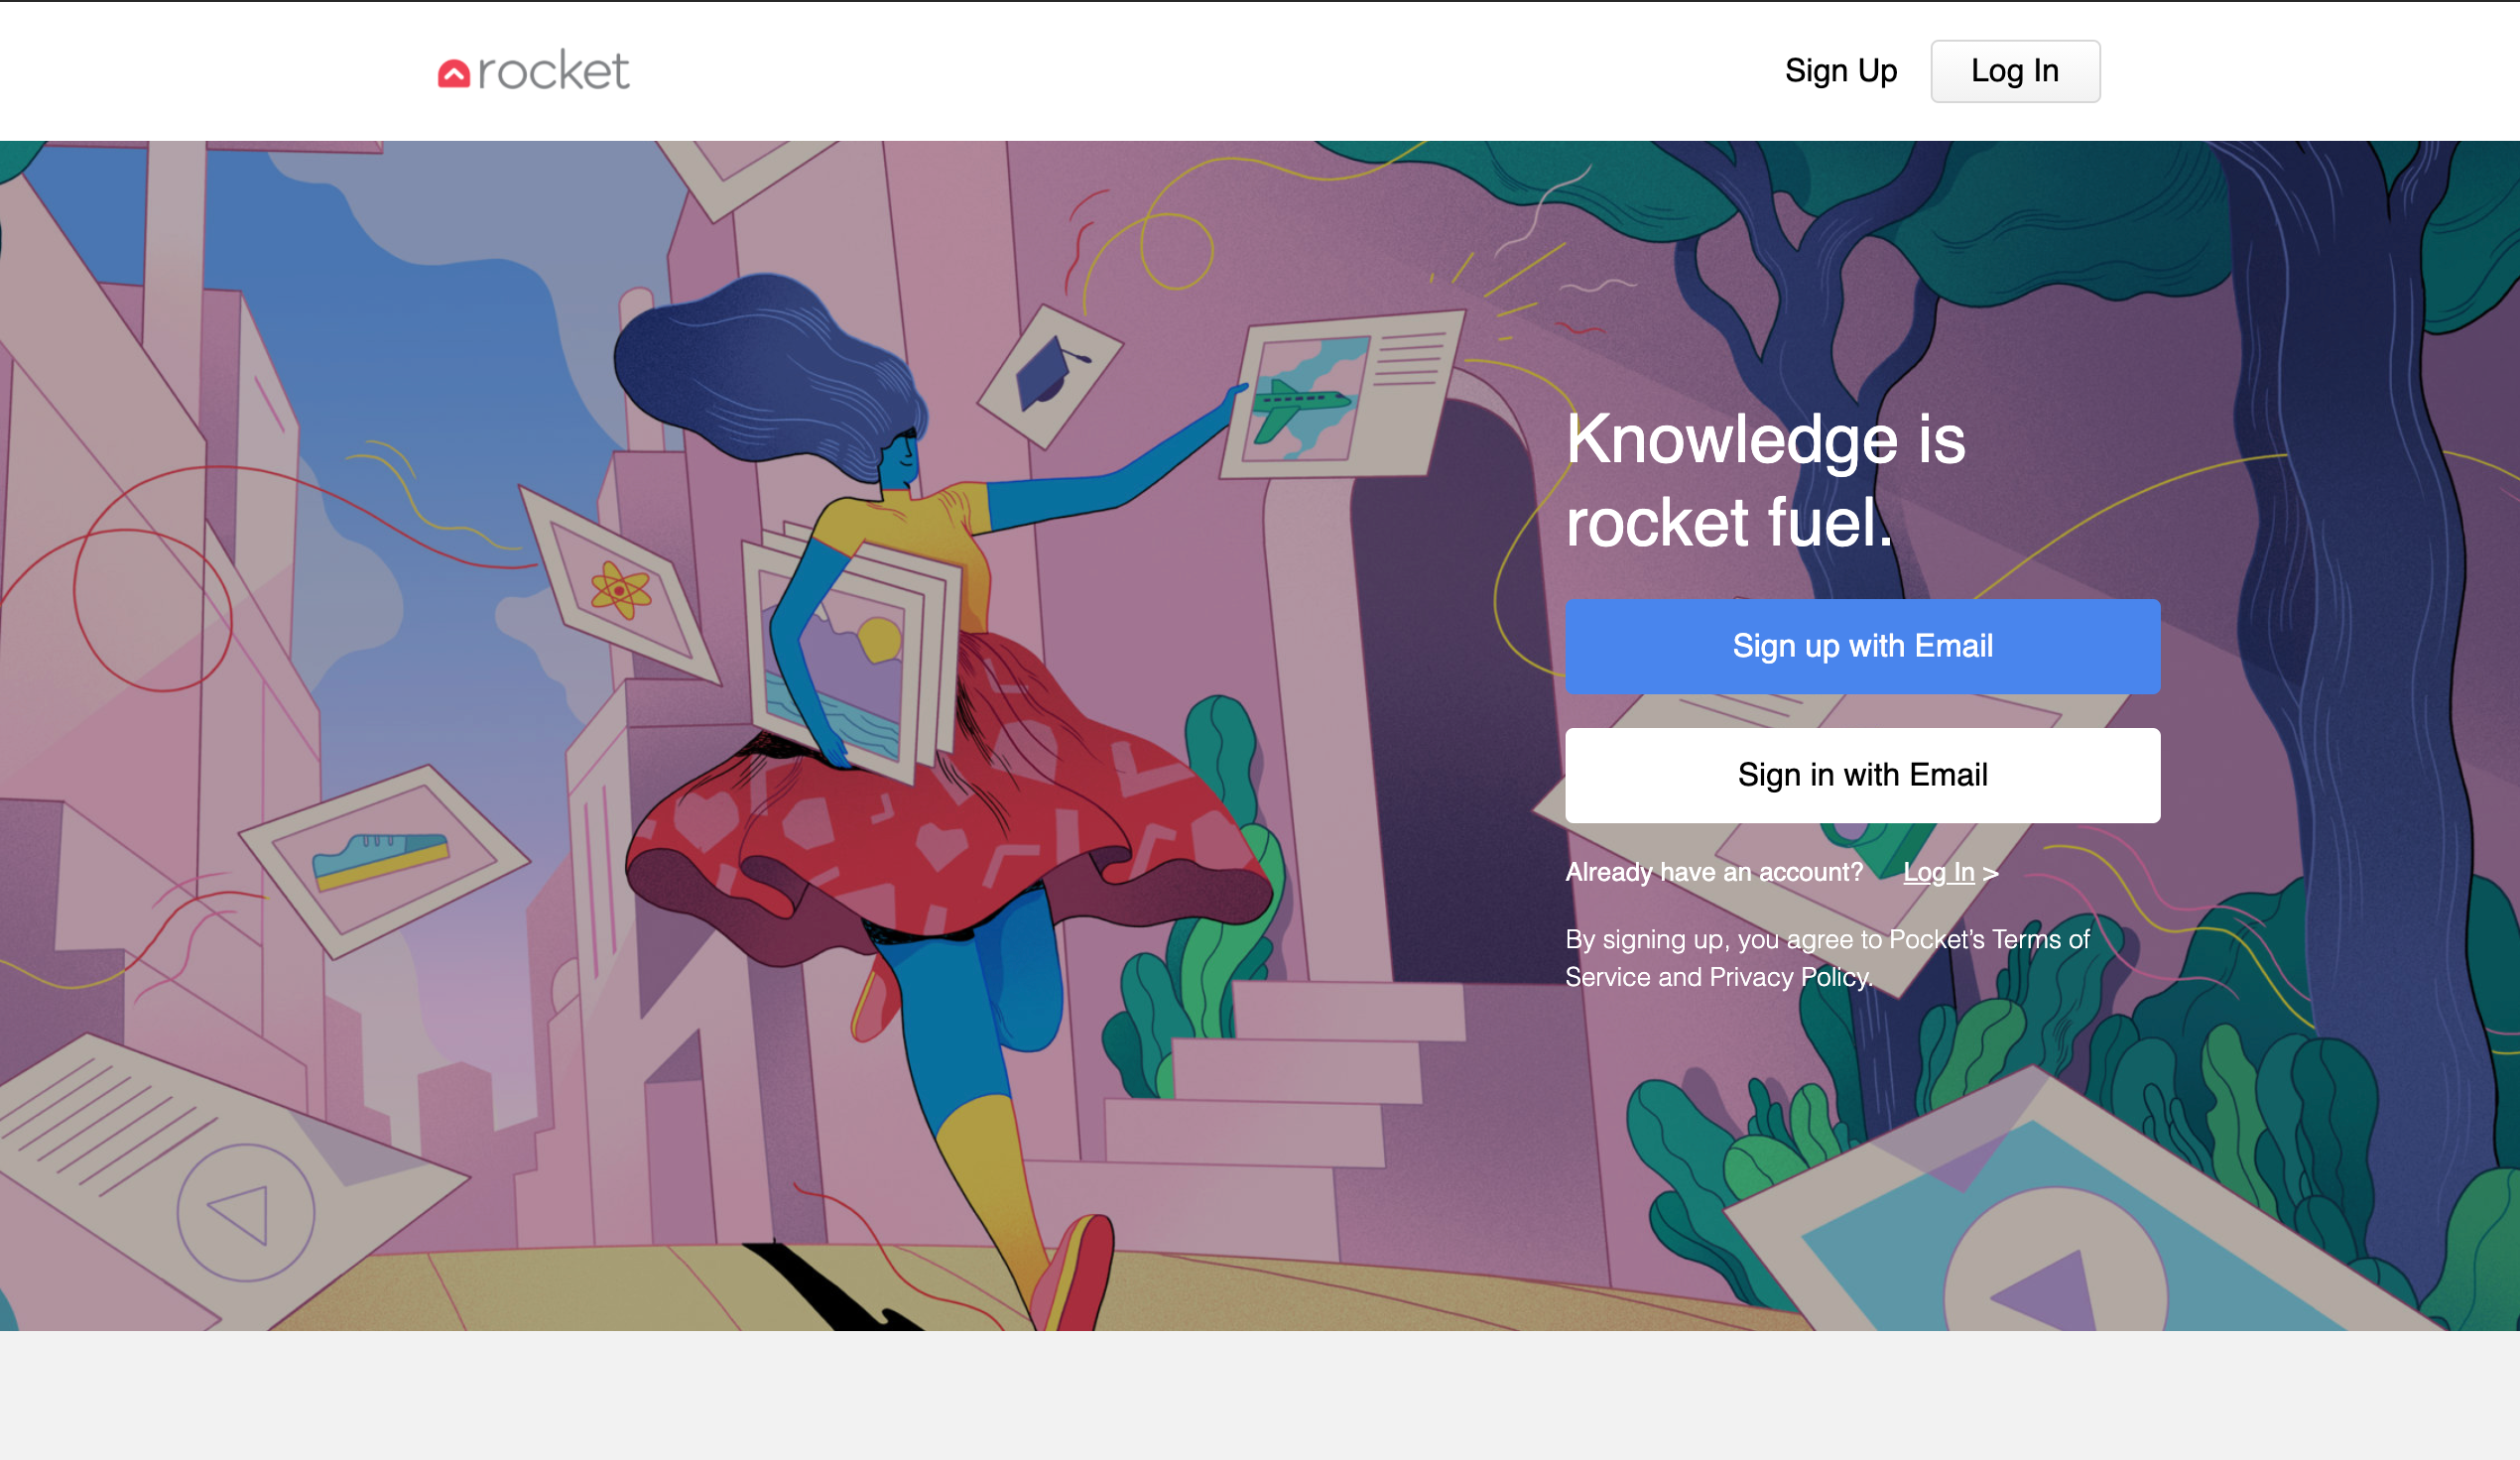 rocket
Sign Up
Log In
Knowledge is
rocket fuel.
Sign up with Email
Sign in with Email
Already have an account? Log In >
By signing up, you agree to Pocket's Terms of
Service and Privacy Policy.